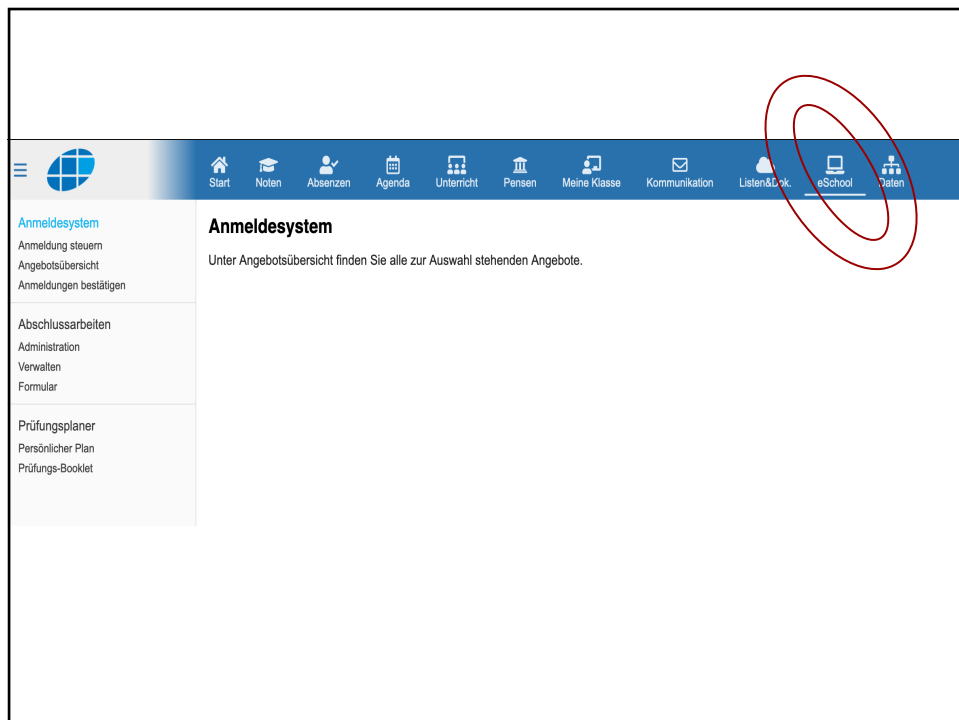 Start Noten Absenzen Agenda Unterricht Pensen Meine Klasse Kommunikation Listen&Dok. eSchool Daten
Anmeldesystem
Anmeldung steuern
Angebotsübersicht
Anmeldungen bestätigen
Abschlussarbeiten
Administration
Verwalten
Formular
Prüfungsplaner
Persönlicher Plan
Prüfungs-Booklet
Anmeldesystem
Unter Angebotsübersicht finden Sie alle zur Auswahl stehenden Angebote.